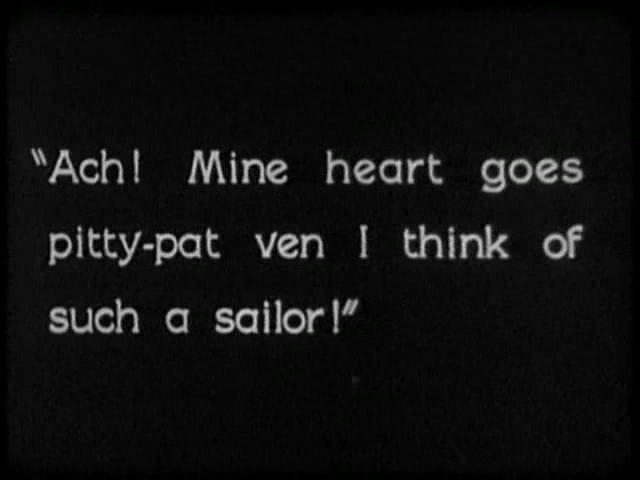 "Ach! Mine heart goes
pitty-pat ven I think of
such a sailor!"